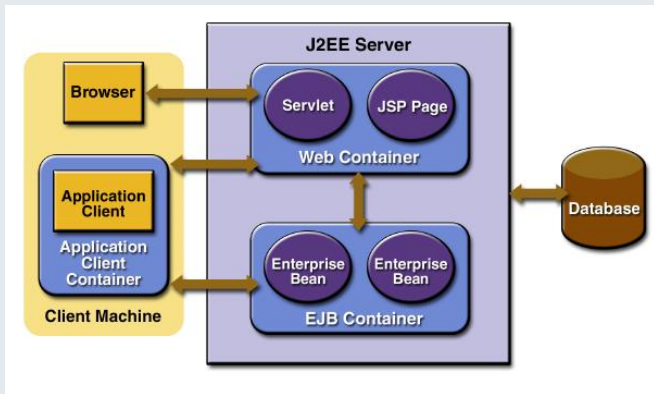 J2EE Server
Browser
Servlet
JSP Page
Web Container
Application
Client
Application
Client
Container
Client Machine
Enterprise
Bean
Enterprise
Bean
EJB Container
Database